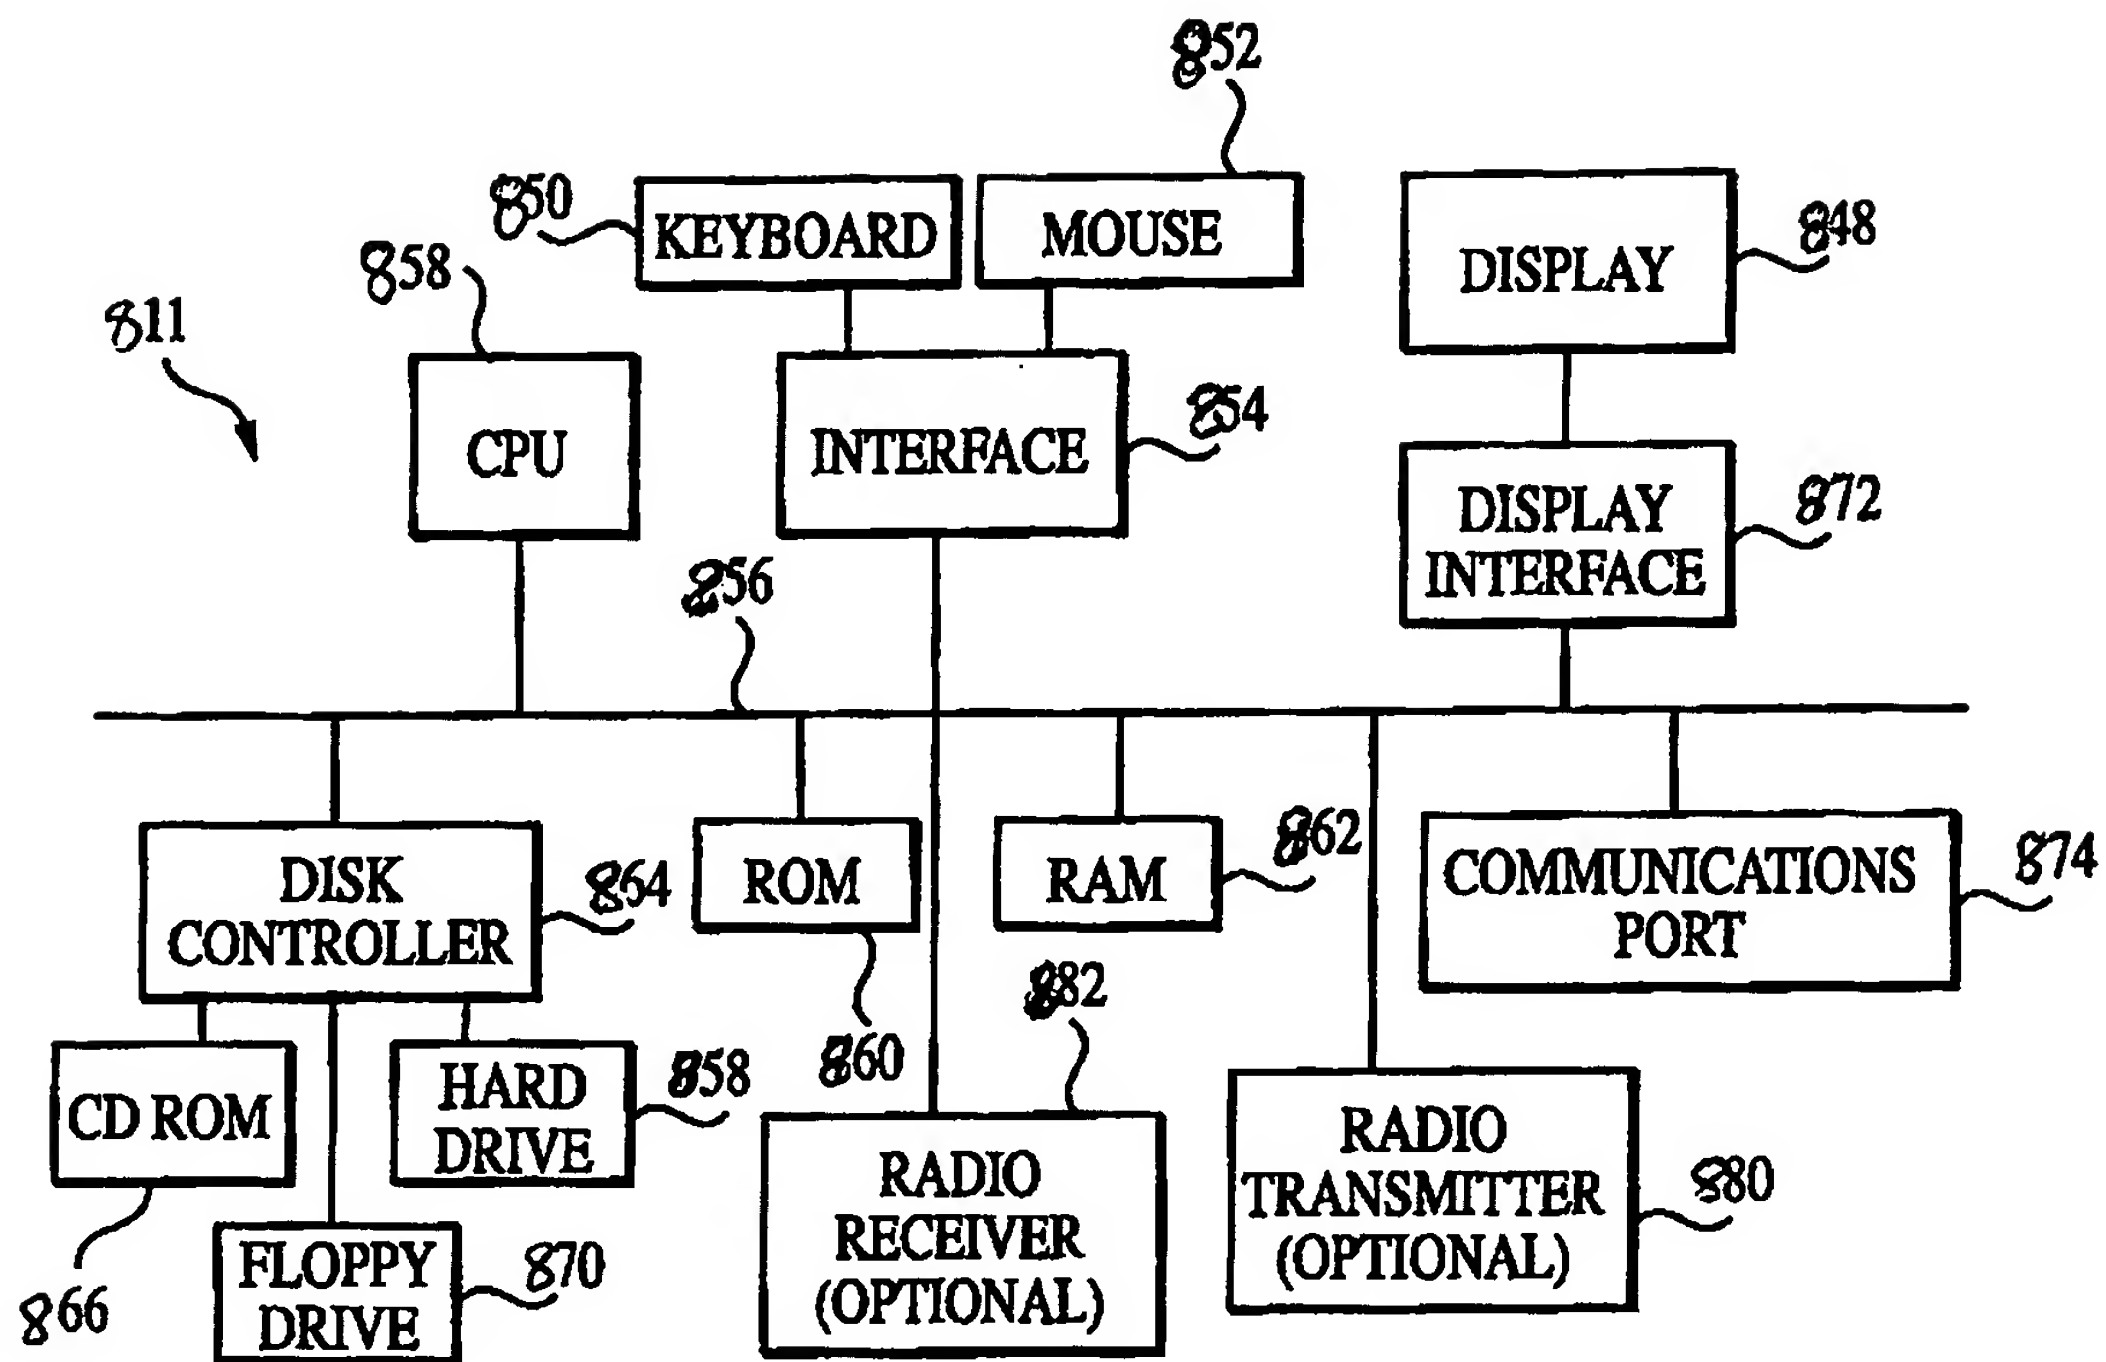 852
850
KEYBOARD
MOUSE
848
DISPLAY
858
811
CPU
INTERFACE
854
DISPLAY
INTERFACE
872
856
DISK
CONTROLLER
864
ROM
RAM
862
COMMUNICATIONS
PORT
874
882
860
CD ROM
HARD
DRIVE
858
RADIO
RECEIVER
(OPTIONAL)
RADIO
TRANSMITTER
(OPTIONAL)
880
866
FLOPPY
DRIVE
870